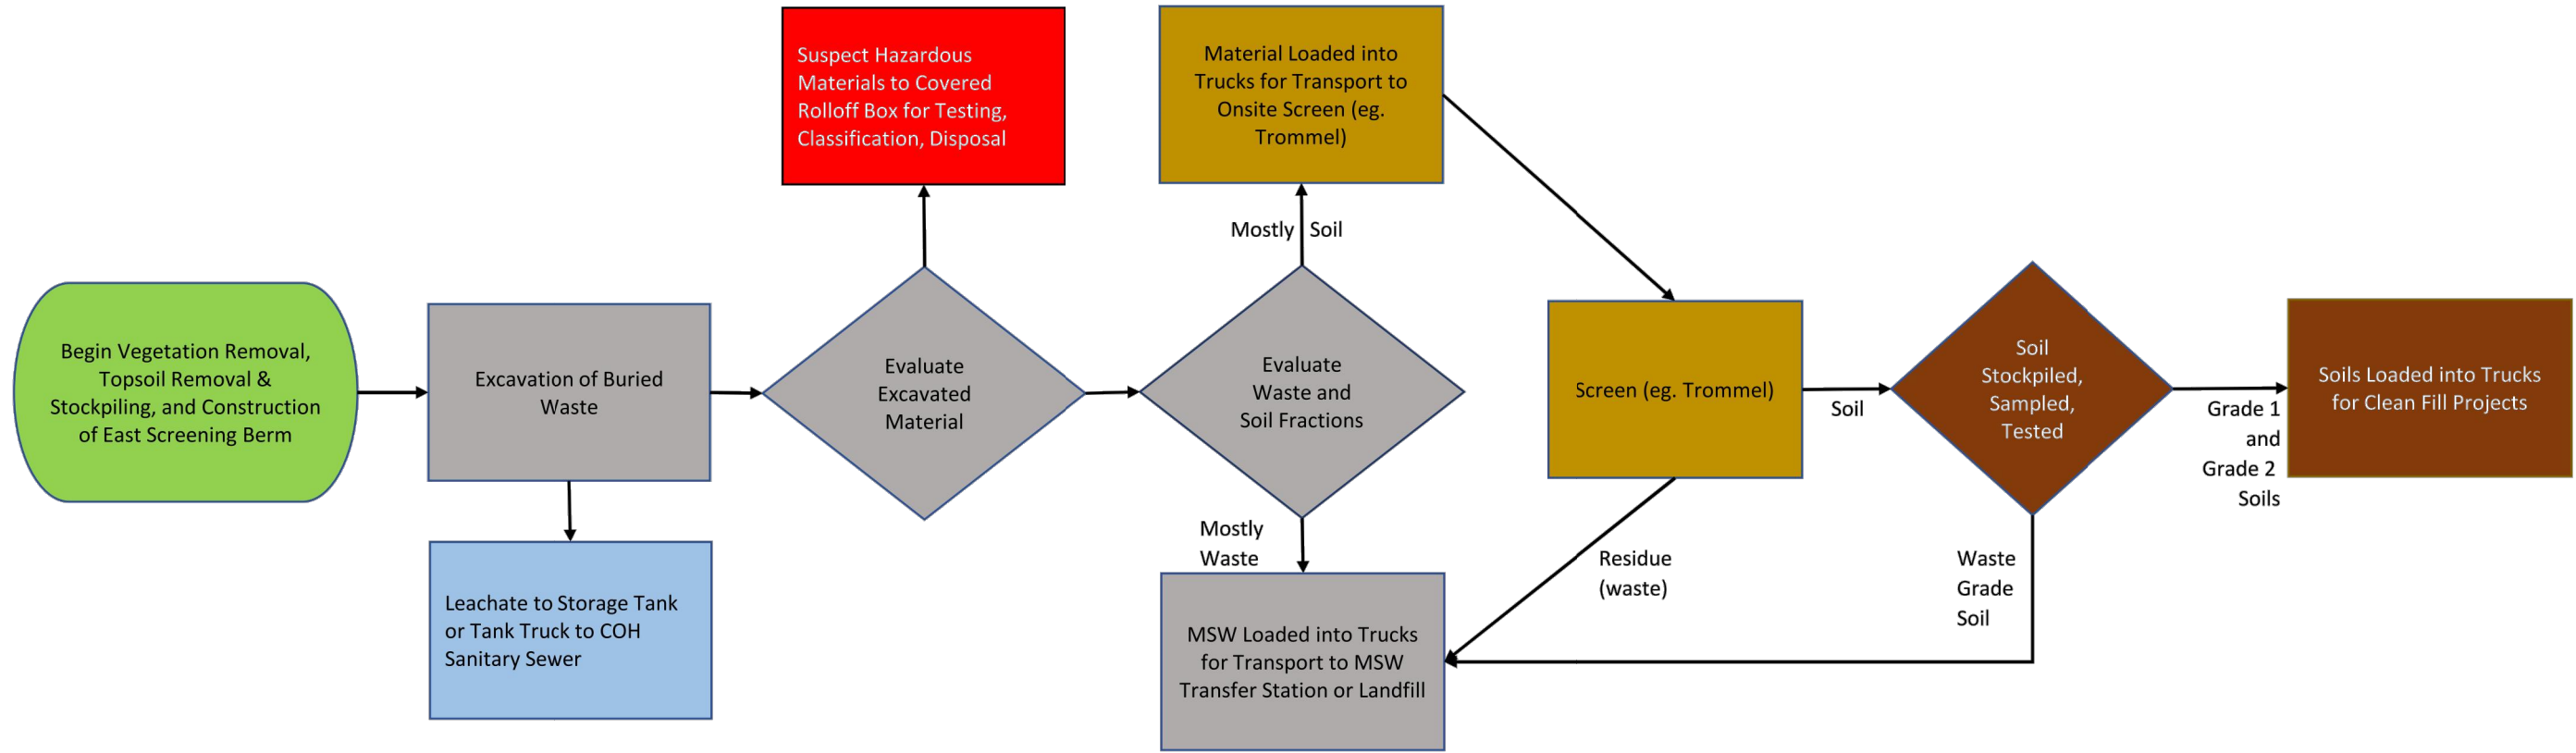 Begin Vegetation Removal,
Topsoil Removal &
Stockpiling, and Construction
of East Screening Berm
Excavation of Buried
Waste
Leachate to Storage Tank
or Tank Truck to COH
Sanitary Sewer
Suspect Hazardous
Materials to Covered
Rolloff Box for Testing,
Classification, Disposal
Evaluate
Excavated
Material
Material Loaded into
Trucks for Transport to
Onsite Screen (eg.
Trommel)
Mostly Soil
Evaluate
Waste and
Soil Fractions
Mostly
Waste
MSW Loaded into Trucks
for Transport to MSW
Transfer Station or Landfill
Screen (eg. Trommel)
Residue
(waste)
Soil
Soil
Stockpiled,
Sampled,
Tested
Waste
Grade
Soil
Grade 1
and
Grade 2
Soils
Soils Loaded into Trucks
for Clean Fill Projects